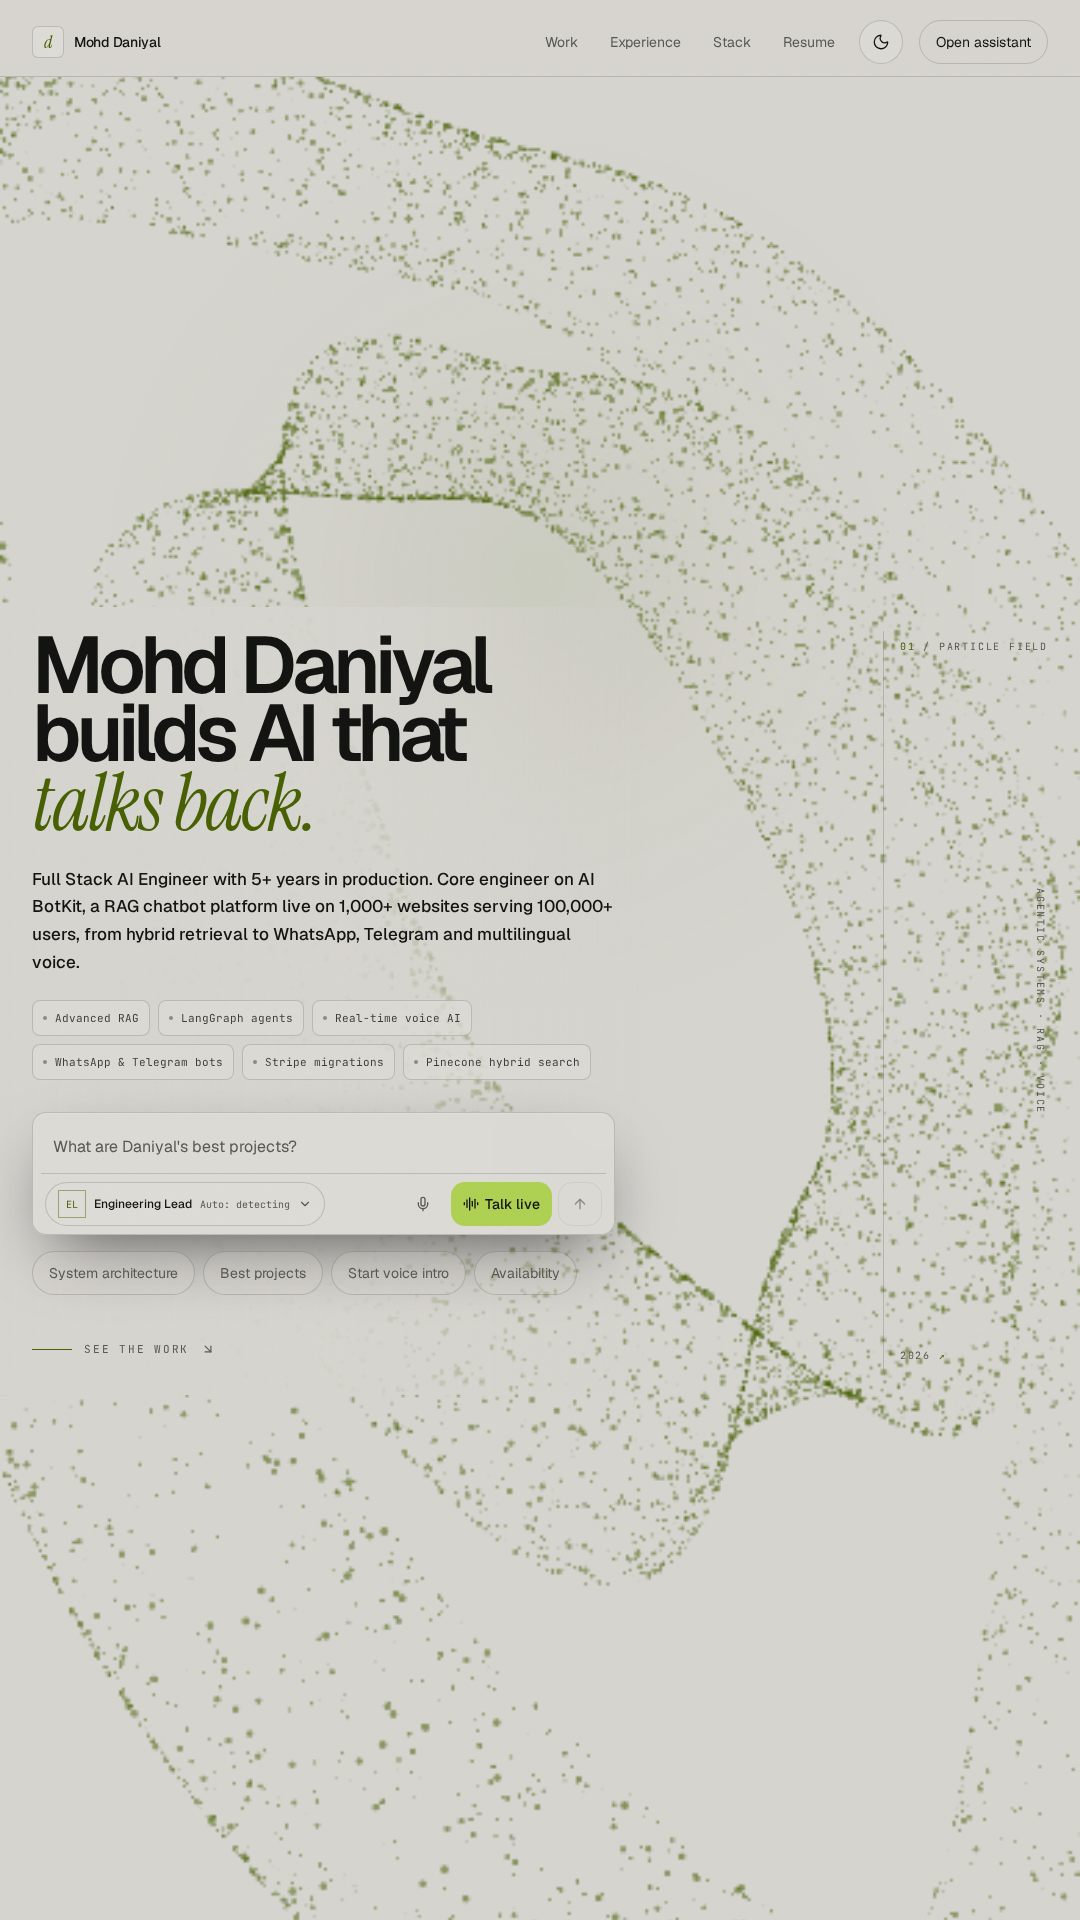 d Mohd Daniyal Work Experience Stack Resume Open assistant
01 / PARTICLE FIELD
Mohd Daniyal
builds AI that
talks back.
Full Stack AI Engineer with 5+ years in production. Core engineer on AI
BotKit, a RAG chatbot platform live on 1,000+ websites serving 100,000+
users, from hybrid retrieval to WhatsApp, Telegram and multilingual
voice.
AGENTIC SYSTEMS · RAG · VOICE
Advanced RAG LangGraph agents Real-time voice AI
WhatsApp & Telegram bots Stripe migrations Pinecone hybrid search
What are Daniyal's best projects?
EL Engineering Lead Auto: detecting Talk live
System architecture Best projects Start voice intro Availability
SEE THE WORK ↘
2026 ↗